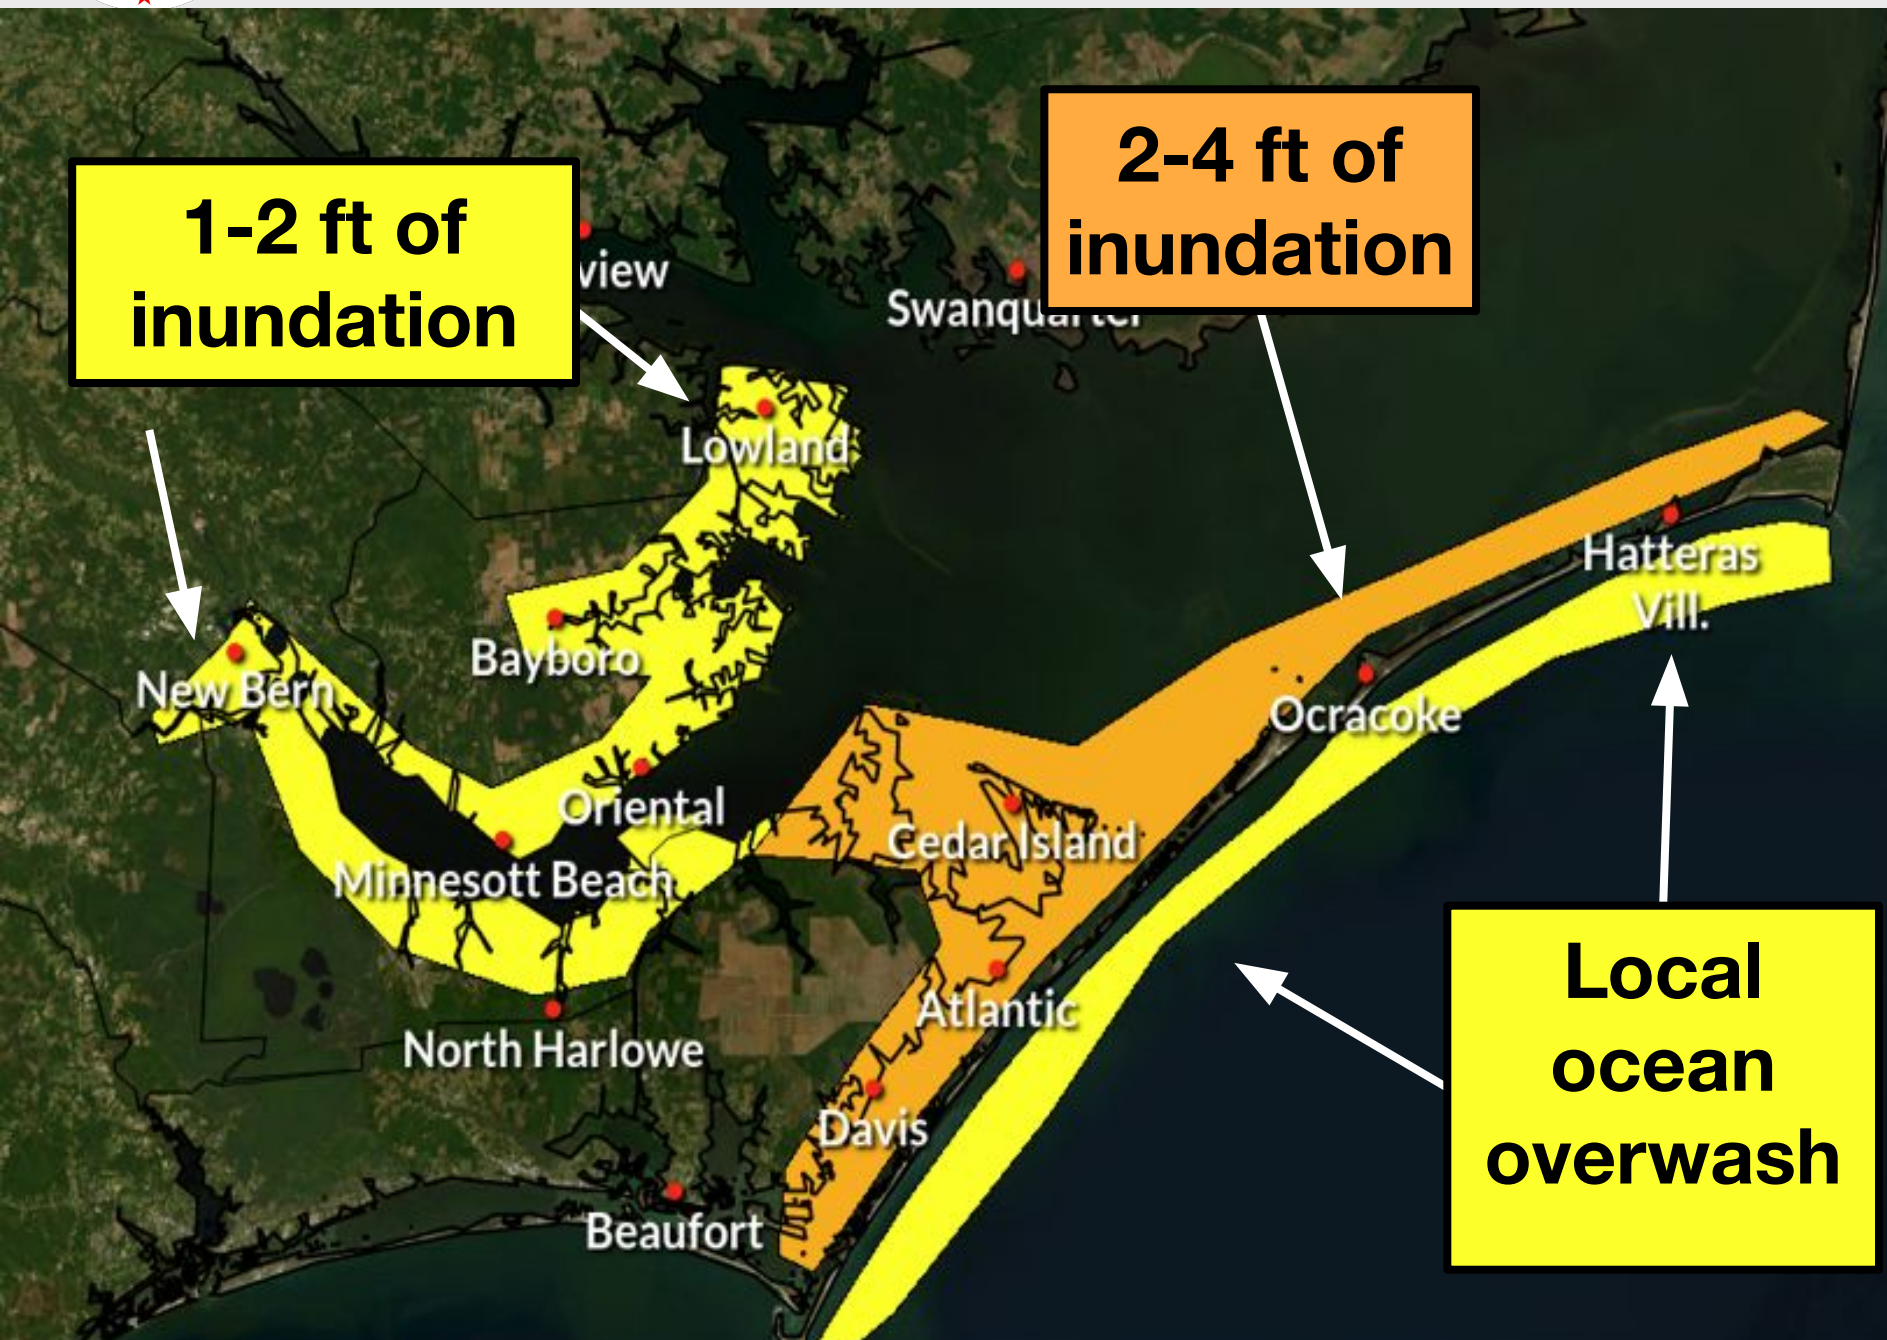 1-2 ft of
inundation
2-4 ft of
inundation
view
Lowland
Bayboro
New Bern
Oriental
Minnesott Beach
North Harlowe
Beaufort
Cedar Island
Atlantic
Davis
Ocracoke
Hatteras
Vill.
Local
ocean
overwash